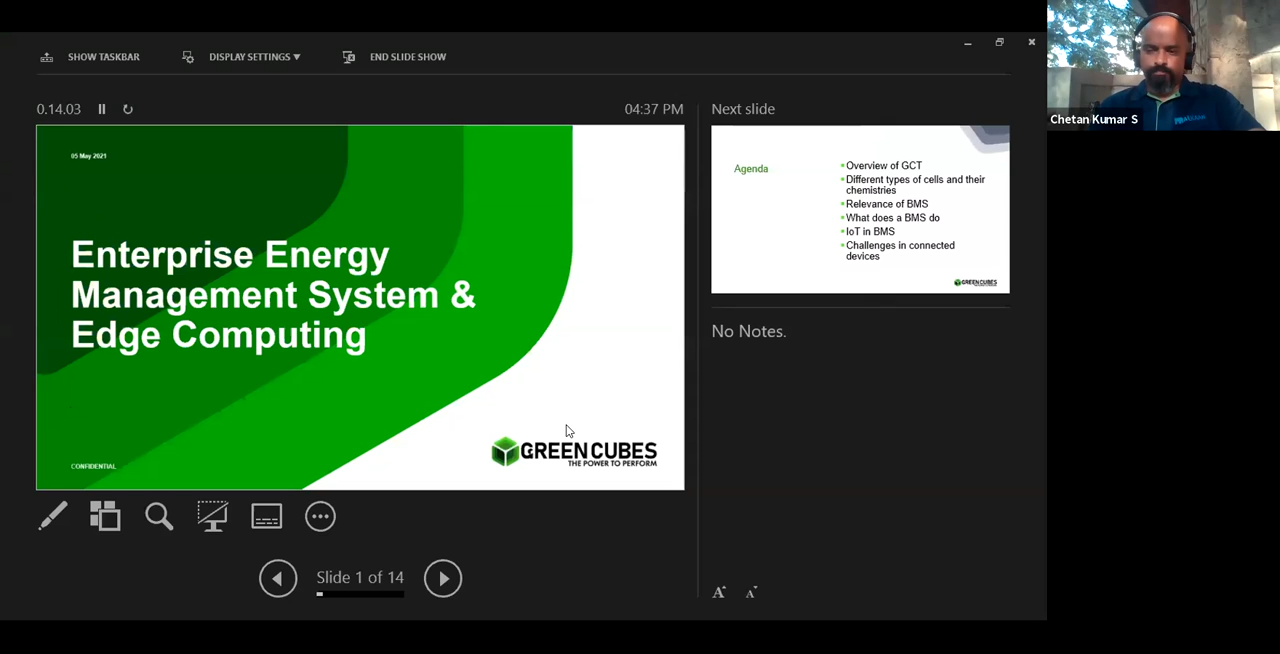 SHOW TASKBAR
DISPLAY SETTINGS ▼
END SLIDE SHOW
0.14.03
04:37 PM
Next slide
05 May 2021
Enterprise Energy
Management System &
Edge Computing
CONFIDENTIAL
GREEN CUBES
THE POWER TO PERFORM
Agenda
Overview of GCT
Different types of cells and their
chemistries
Relevance of BMS
What does a BMS do
IoT in BMS
Challenges in connected
devices
GREEN CUBES
No Notes.
Slide 1 of 14
A
A
Chetan Kumar S